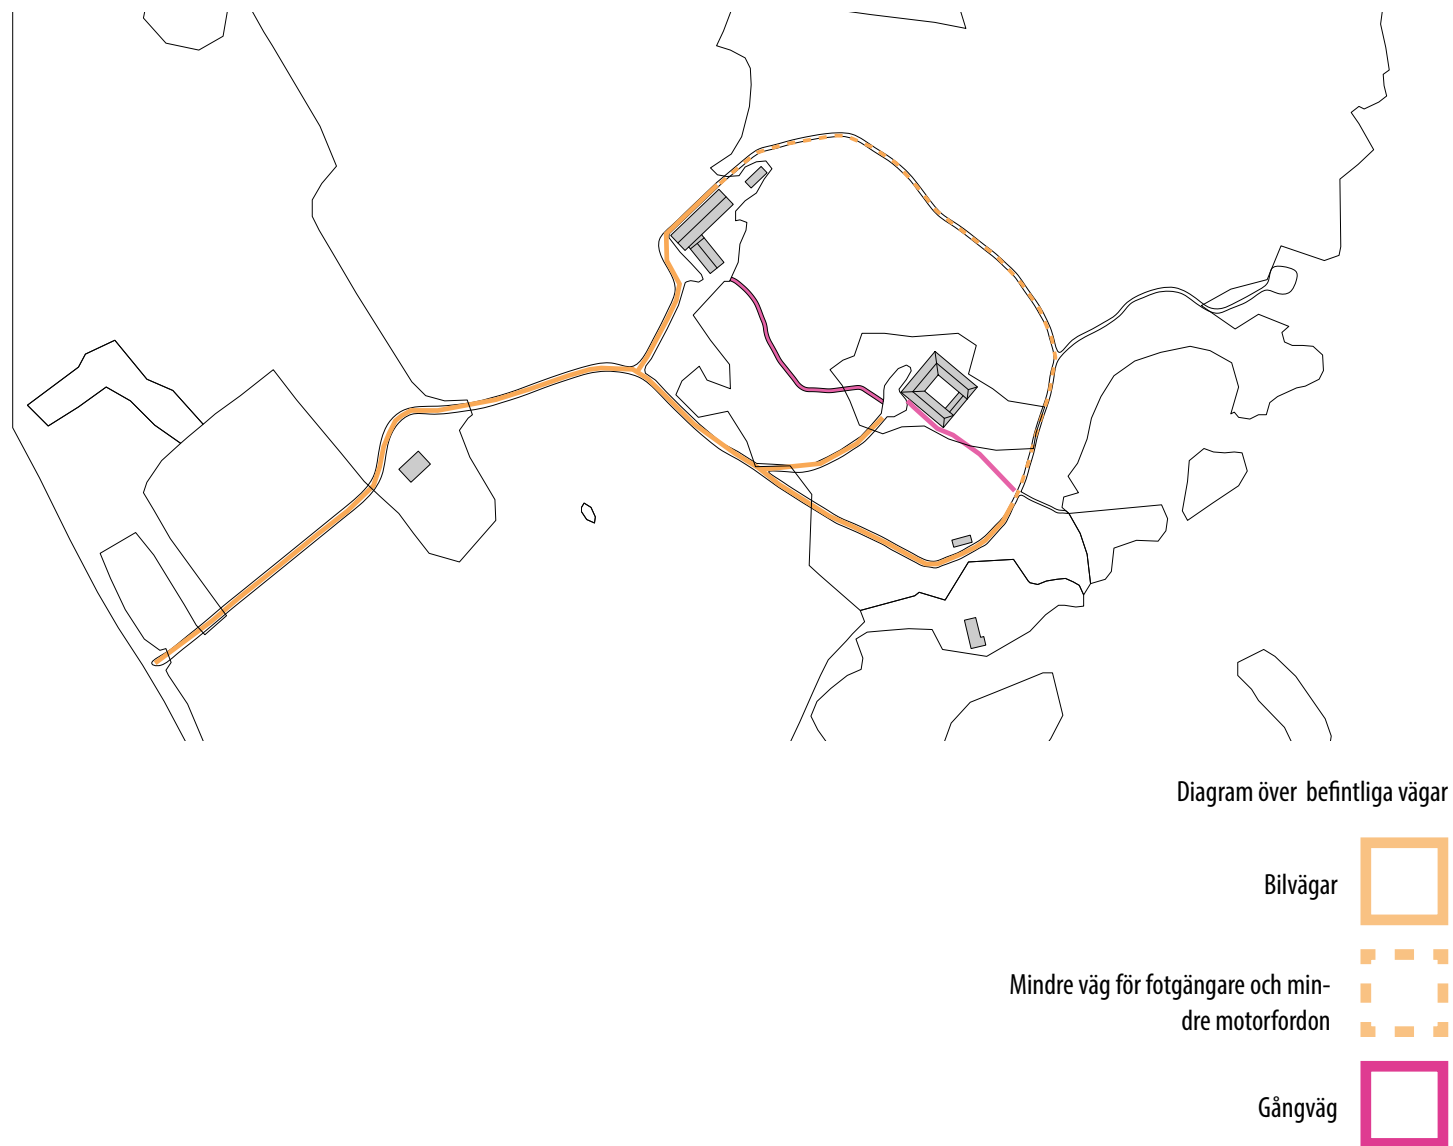 Diagram över befintliga vägar
Bilvägar
Mindre väg för fotgängare och min-
dre motorfordon
Gångväg